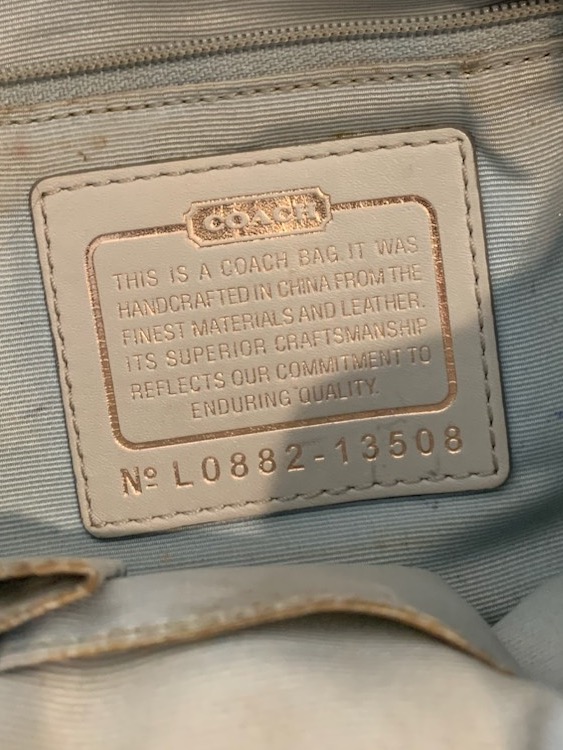 COACH
THIS IS A COACH BAG. IT WAS
HANDCRAFTED IN CHINA FROM THE
FINEST MATERIALS AND LEATHER.
ITS SUPERIOR CRAFTSMANSHIP
REFLECTS OUR COMMITMENT TO
ENDURING QUALITY.
Nº L0882-13508